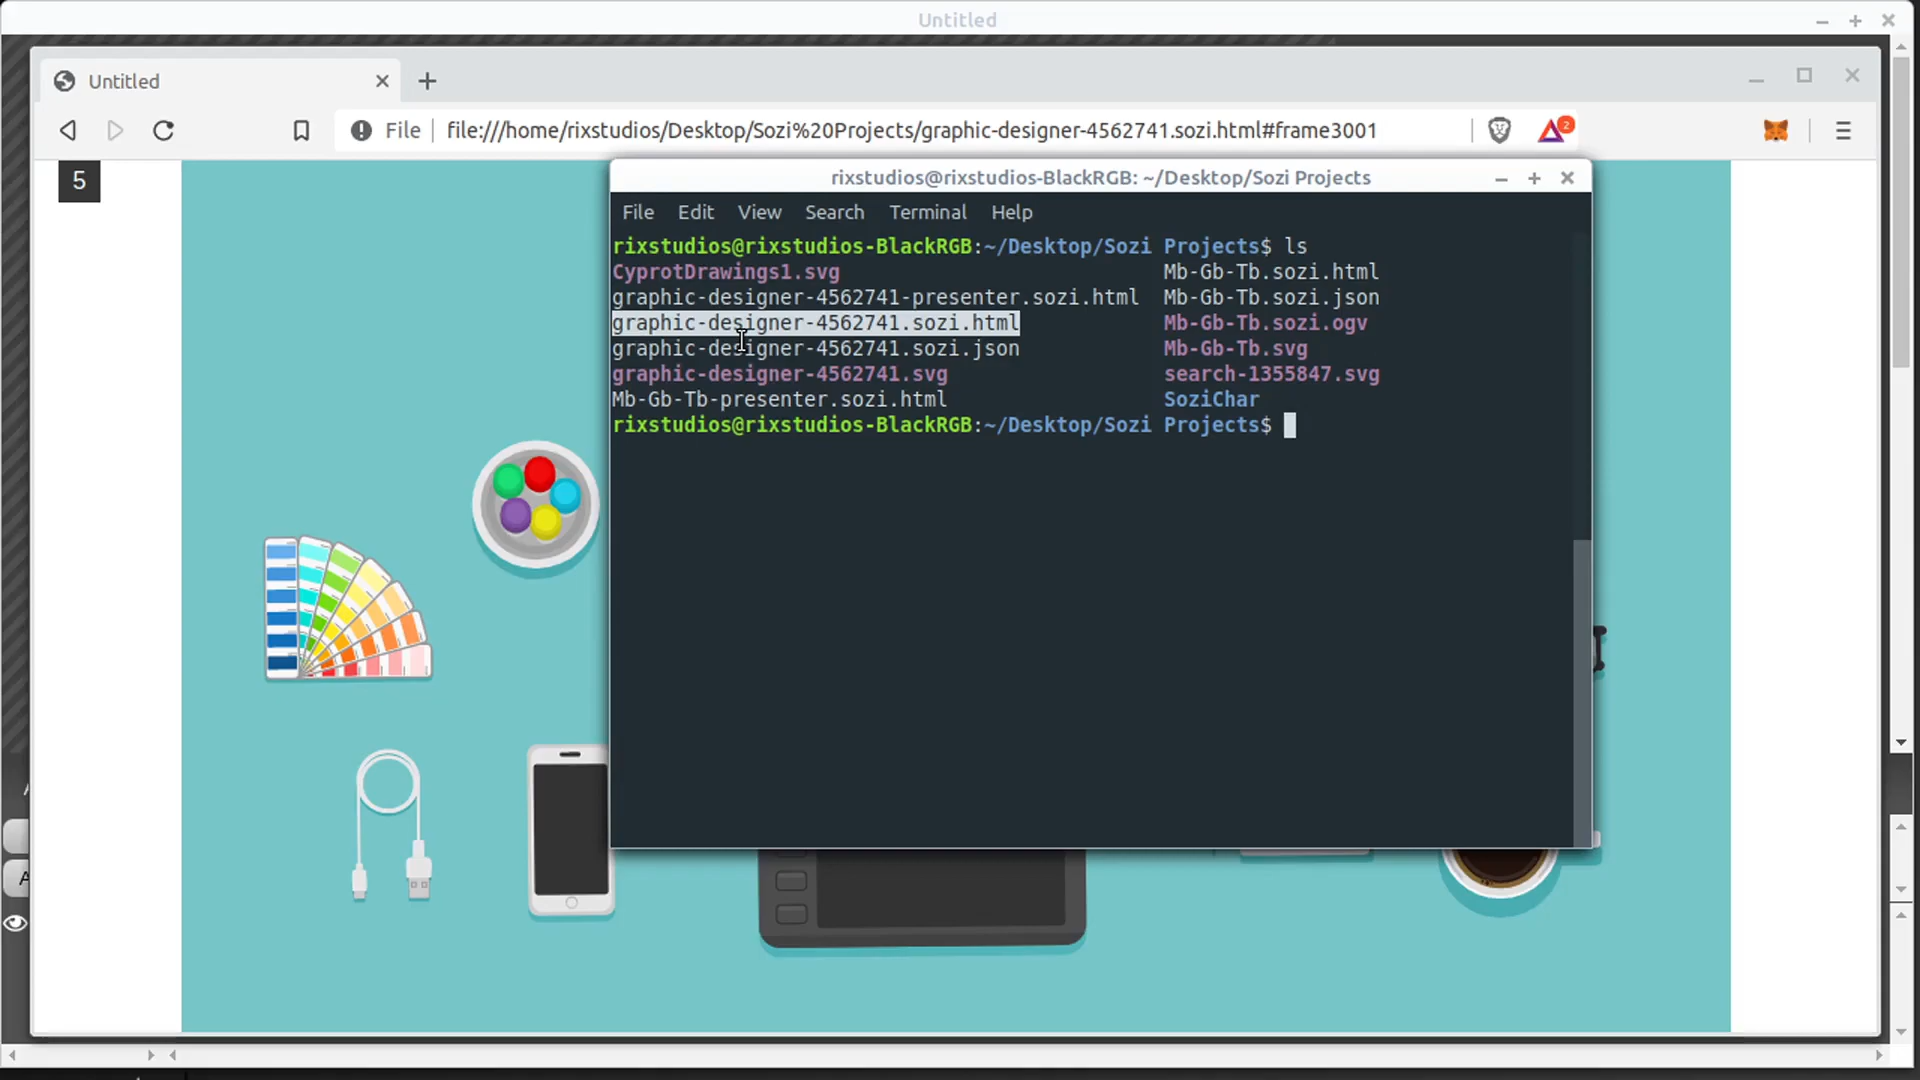 Untitled
Untitled
File file:///home/rixstudios/Desktop/Sozi%20Projects/graphic-designer-4562741.sozi.html#frame3001 2
5
rixstudios@rixstudios-BlackRGB: ~/Desktop/Sozi Projects
File Edit View Search Terminal Help
rixstudios@rixstudios-BlackRGB:~/Desktop/Sozi Projects$ ls
CyprotDrawings1.svg Mb-Gb-Tb.sozi.html
graphic-designer-4562741-presenter.sozi.html Mb-Gb-Tb.sozi.json
graphic-designer-4562741.sozi.html Mb-Gb-Tb.sozi.ogv
graphic-designer-4562741.sozi.json Mb-Gb-Tb.svg
graphic-designer-4562741.svg search-1355847.svg
Mb-Gb-Tb-presenter.sozi.html SoziChar
rixstudios@rixstudios-BlackRGB:~/Desktop/Sozi Projects$